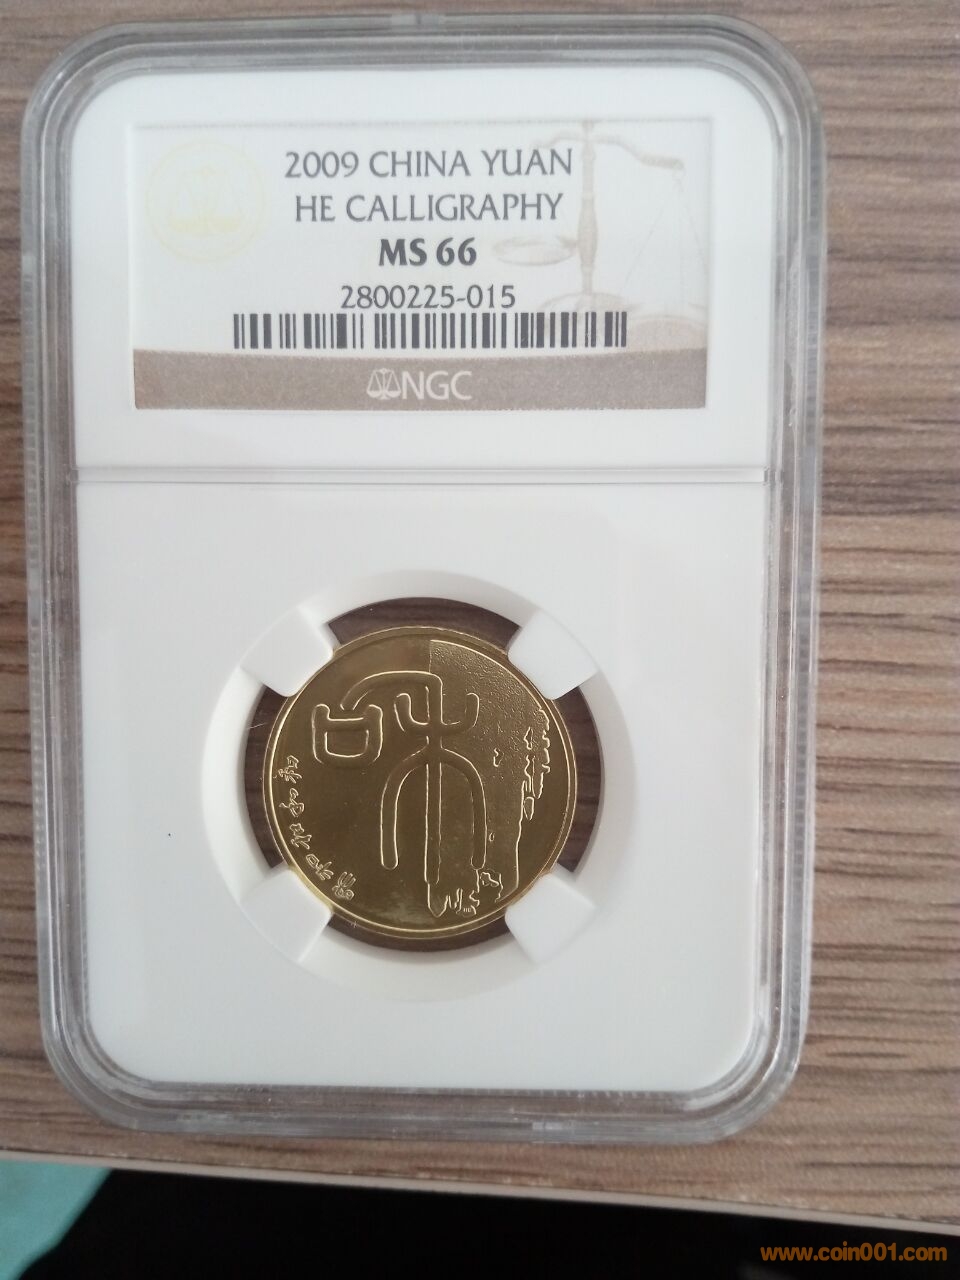 2009 CHINA YUAN
HE CALLIGRAPHY
MS 66
2800225-015
NGC
www.coin001.com